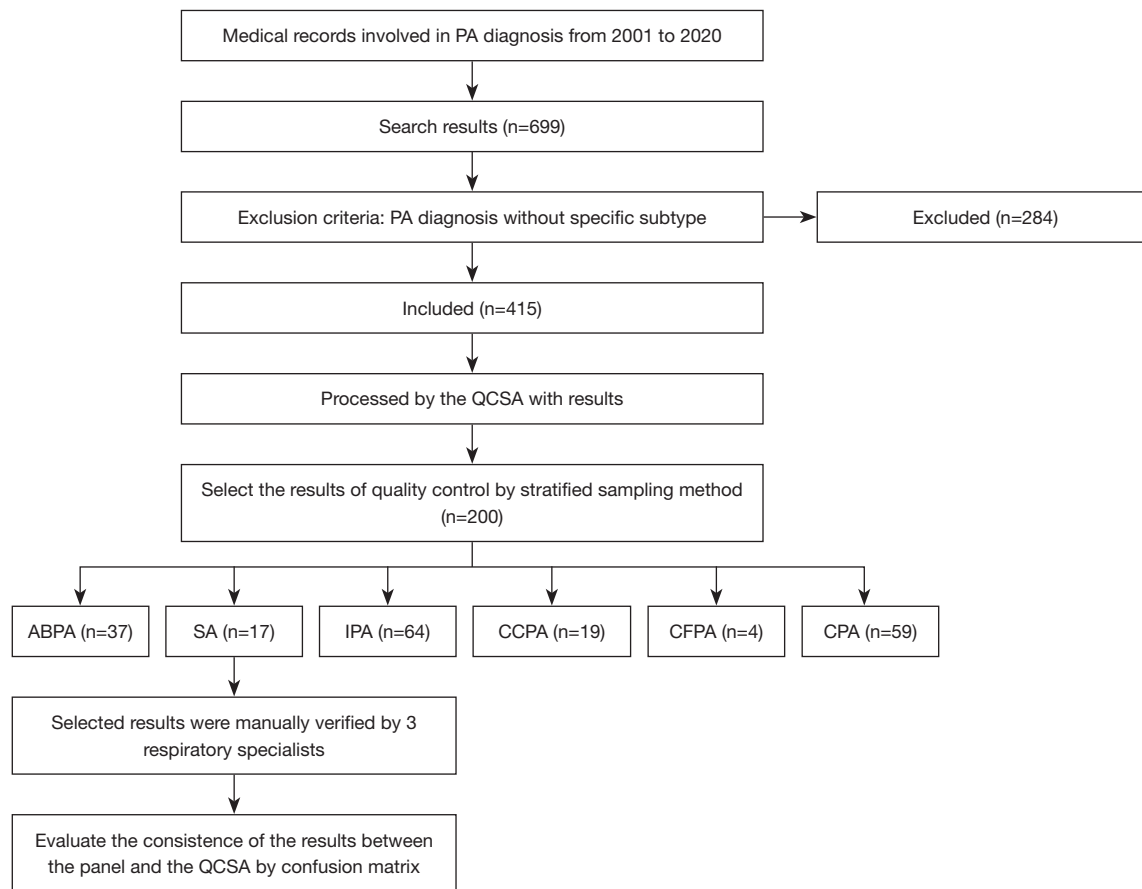 Medical records involved in PA diagnosis from 2001 to 2020
Search results (n=699)
Exclusion criteria: PA diagnosis without specific subtype
Excluded (n=284)
Included (n=415)
Processed by the QCSA with results
Select the results of quality control by stratified sampling method
(n=200)
ABPA (n=37)
SA (n=17)
IPA (n=64)
CCPA (n=19)
CFPA (n=4)
CPA (n=59)
Selected results were manually verified by 3
respiratory specialists
Evaluate the consistence of the results between
the panel and the QCSA by confusion matrix